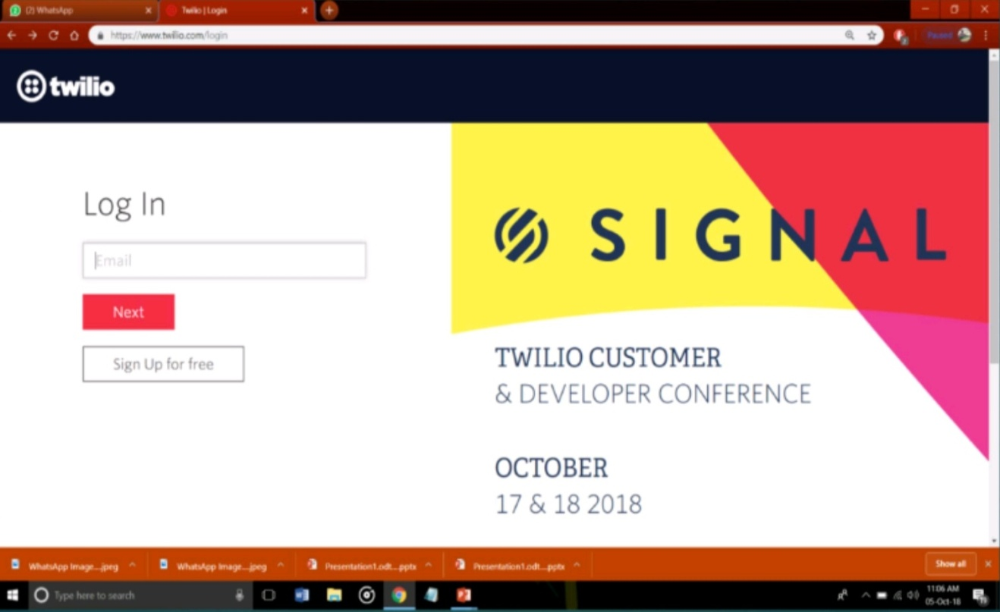 (2) WhatsApp
Twilio | Login
https://www.twilio.com/login
Paused
twilio
Log In
Email
Next
Sign Up for free
SIGNAL
TWILIO CUSTOMER
& DEVELOPER CONFERENCE
OCTOBER
17 & 18 2018
WhatsApp Image....jpeg
WhatsApp Image....jpeg
Presentation1.odt....pptx
Presentation1.odt....pptx
Show all
Type here to search
11:06 AM
05-Oct-18